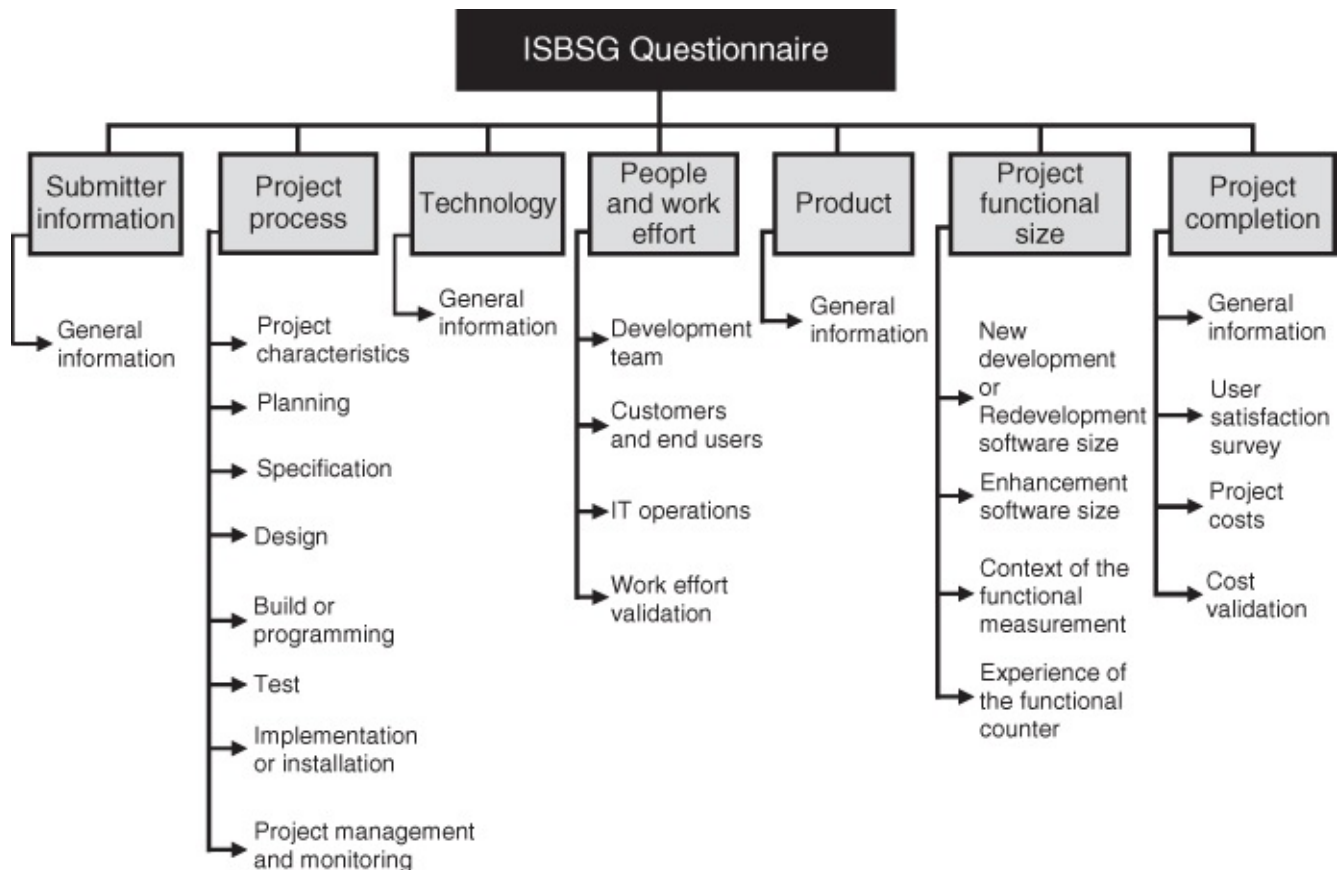 ISBSG Questionnaire
Submitter
information
General
information
Project
process
Project
characteristics
Planning
Specification
Design
Build or
programming
Test
Implementation
or installation
Project management
and monitoring
Technology
General
information
People
and work
effort
Development
team
Customers
and end users
IT operations
Work effort
validation
Product
General
information
Project
functional
size
New
development
or
Redevelopment
software size
Enhancement
software size
Context of the
functional
measurement
Experience of
the functional
counter
Project
completion
General
information
User
satisfaction
survey
Project
costs
Cost
validation